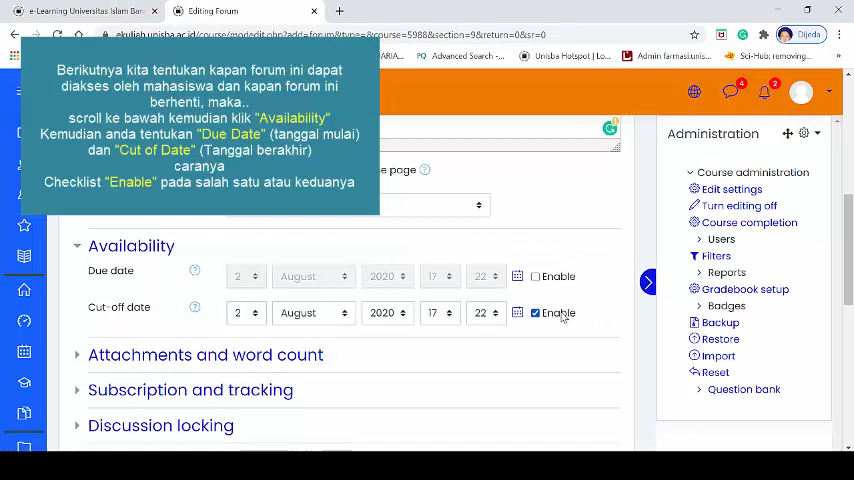 e-Learning Universitas Islam Ban
Editing Forum
ekuliah.unisba.ac.id/course/modedit.php?add=forum&type=&course=5988&section=9&return=0&sr=0
Dijeda
Advanced Search -...
Unisba Hotspot > L...
Admin farmasi.unis...
Sci-Hub: removing...
4
2
Berikutnya kita tentukan kapan forum ini dapat
diakses oleh mahasiswa dan kapan forum ini
berhenti, maka..
scroll ke bawah kemudian klik "Availability"
Kemudian anda tentukan "Due Date" (tanggal mulai)
dan "Cut of Date" (Tanggal berakhir)
caranya
Checklist "Enable" pada salah satu atau keduanya
e page
Availability
Due date 2 August 2020 17 22 Enable
Cut-off date 2 August 2020 17 22 Enable
Attachments and word count
Subscription and tracking
Discussion locking
Administration
Course administration
Edit settings
Turn editing off
Course completion
Users
Filters
Reports
Gradebook setup
Badges
Backup
Restore
Import
Reset
Question bank